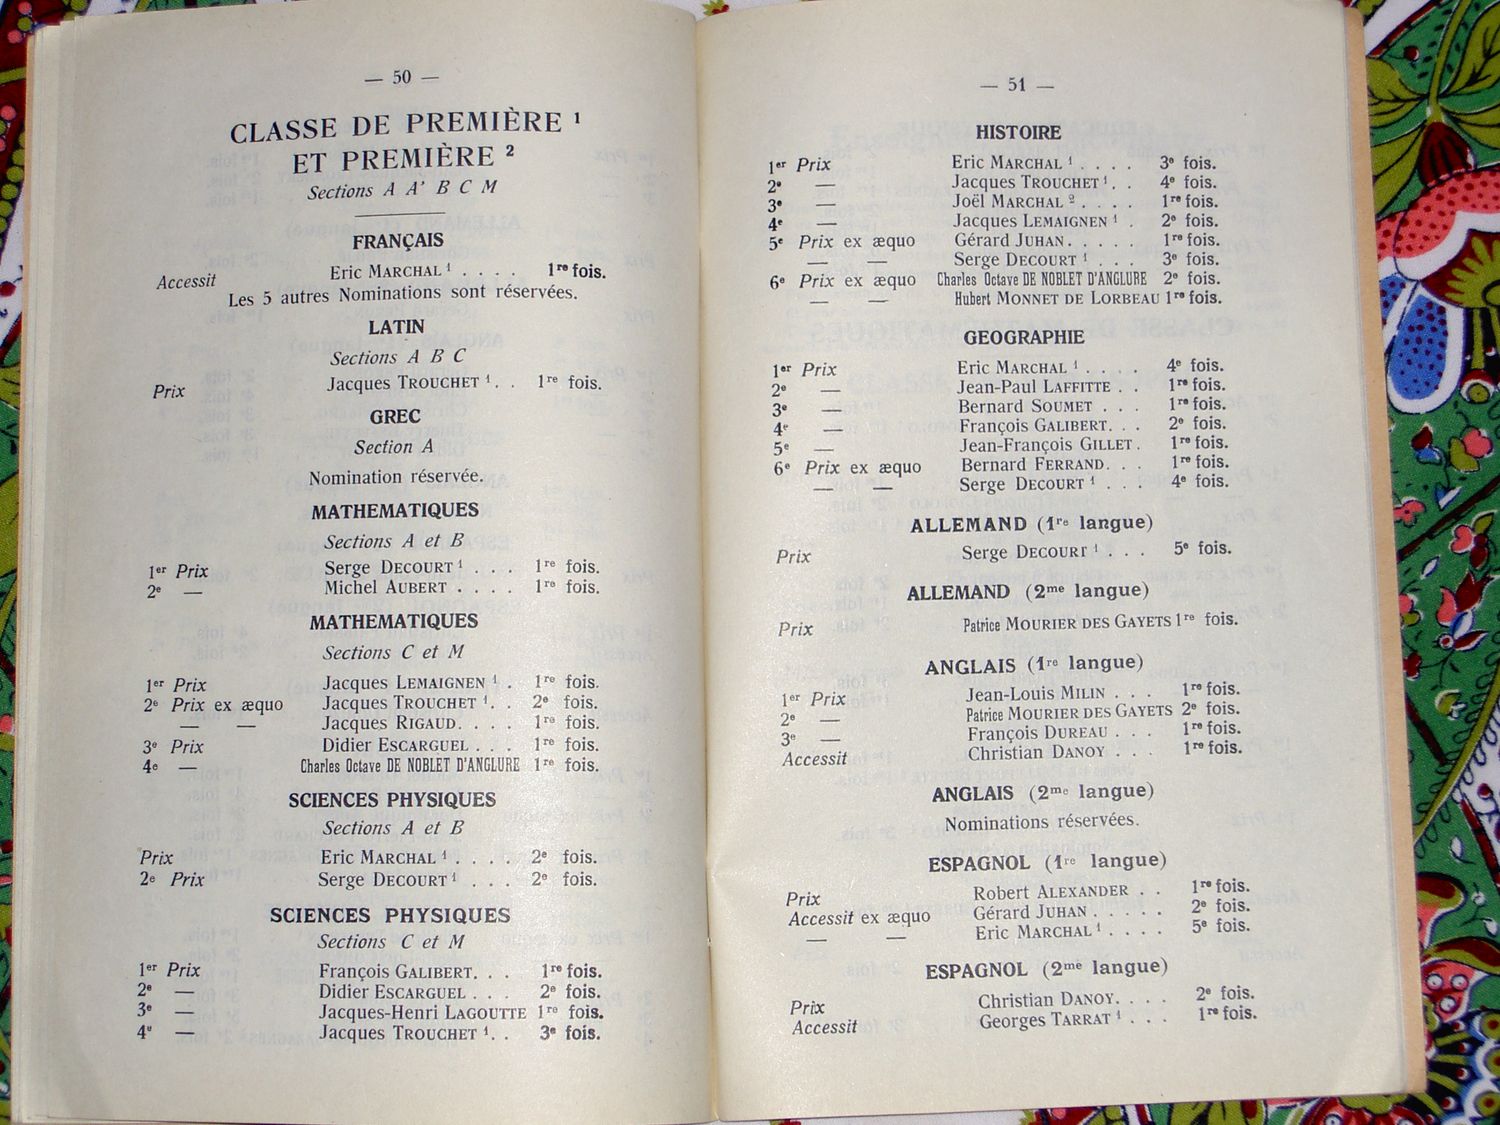 — 50 —
CLASSE DE PREMIÈRE ¹
ET PREMIÈRE ²
Sections A A' B C M
FRANÇAIS
Accessit Eric MARCHAL ¹ . . . . 1re fois.
Les 5 autres Nominations sont réservées.
LATIN
Sections A B C
Prix Jacques TROUCHET ¹. . 1re fois.
GREC
Section A
Nomination réservée.
MATHEMATIQUES
Sections A et B
1er Prix Serge DECOURT ¹ . . . 1re fois.
2e — Michel AUBERT . . . . 1re fois.
MATHEMATIQUES
Sections C et M
1er Prix Jacques LEMAIGNEN ¹ . 1re fois.
2e Prix ex æquo Jacques TROUCHET ¹. . 2e fois.
— — Jacques RIGAUD. . . . 1re fois.
3e Prix Didier ESCARGUEL . . . 1re fois.
4e — Charles Octave DE NOBLET D'ANGLURE 1re fois.
SCIENCES PHYSIQUES
Sections A et B
Prix Eric MARCHAL ¹ . . . . 2e fois.
2e Prix Serge DECOURT ¹ . . . 2e fois.
SCIENCES PHYSIQUES
Sections C et M
1er Prix François GALIBERT. . . 1re fois.
2e — Didier ESCARGUEL . . . 2e fois.
3e — Jacques-Henri LAGOUTTE 1re fois.
4e — Jacques TROUCHET ¹. . 3e fois.
— 51 —
HISTOIRE
1er Prix Eric MARCHAL ¹ . . . . 3e fois.
2e — Jacques TROUCHET ¹. . 4e fois.
3e — Joël MARCHAL ² . . . . 1re fois.
4e — Jacques LEMAIGNEN ¹ . 2e fois.
5e Prix ex æquo Gérard JUHAN. . . . . 1re fois.
— — Serge DECOURT ¹ . . . 3e fois.
6e Prix ex æquo Charles Octave DE NOBLET D'ANGLURE 2e fois.
— — Hubert MONNET DE LORBEAU 1re fois.
GEOGRAPHIE
1er Prix Eric MARCHAL ¹ . . . . 4e fois.
2e — Jean-Paul LAFFITTE . . 1re fois.
3e — Bernard SOUMET . . . 1re fois.
4e — François GALIBERT. . . 2e fois.
5e — Jean-François GILLET . 1re fois.
6e Prix ex æquo Bernard FERRAND. . . 1re fois.
— — Serge DECOURT ¹ . . . 4e fois.
ALLEMAND (1re langue)
Prix Serge DECOURT ¹ . . . 5e fois.
ALLEMAND (2me langue)
Prix Patrice MOURIER DES GAYETS 1re fois.
ANGLAIS (1re langue)
1er Prix Jean-Louis MILIN . . . 1re fois.
2e — Patrice MOURIER DES GAYETS 2e fois.
3e — François DUREAU . . . 1re fois.
Accessit Christian DANOY . . . 1re fois.
ANGLAIS (2me langue)
Nominations réservées.
ESPAGNOL (1re langue)
Prix Robert ALEXANDER . . 1re fois.
Accessit ex æquo Gérard JUHAN . . . . . 2e fois.
— — Eric MARCHAL ¹ . . . . 5e fois.
ESPAGNOL (2me langue)
Prix Christian DANOY. . . . 2e fois.
Accessit Georges TARRAT ¹ . . . 1re fois.